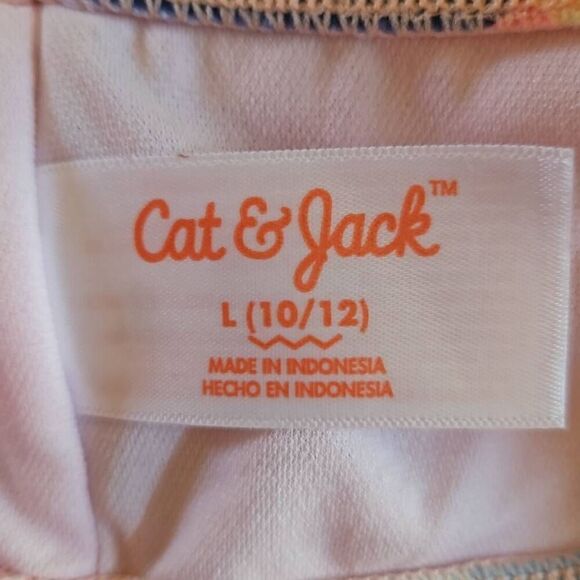 Cat & Jack™
L (10/12)
MADE IN INDONESIA
HECHO EN INDONESIA